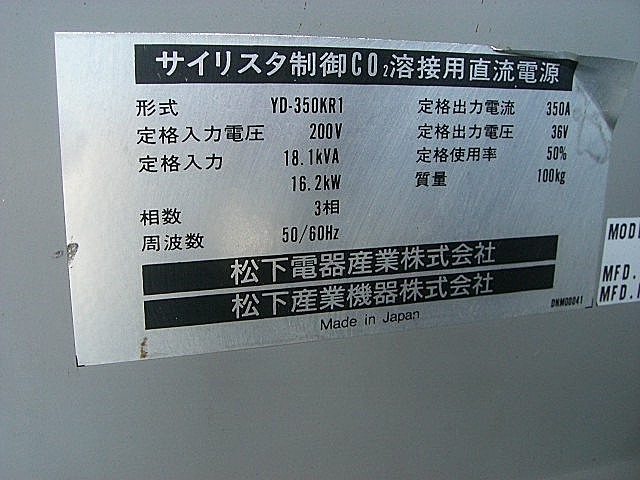 サイリスタ制御CO2溶接用直流電源
形式 YD-350KR1
定格入力電圧 200V
定格入力 18.1kVA
16.2kW
相数 3相
周波数 50/60Hz
定格出力電流 350A
定格出力電圧 36V
定格使用率 50%
質量 100kg
松下電器産業株式会社
松下産業機器株式会社
DNM00041
Made in Japan
MFD.
MFD.